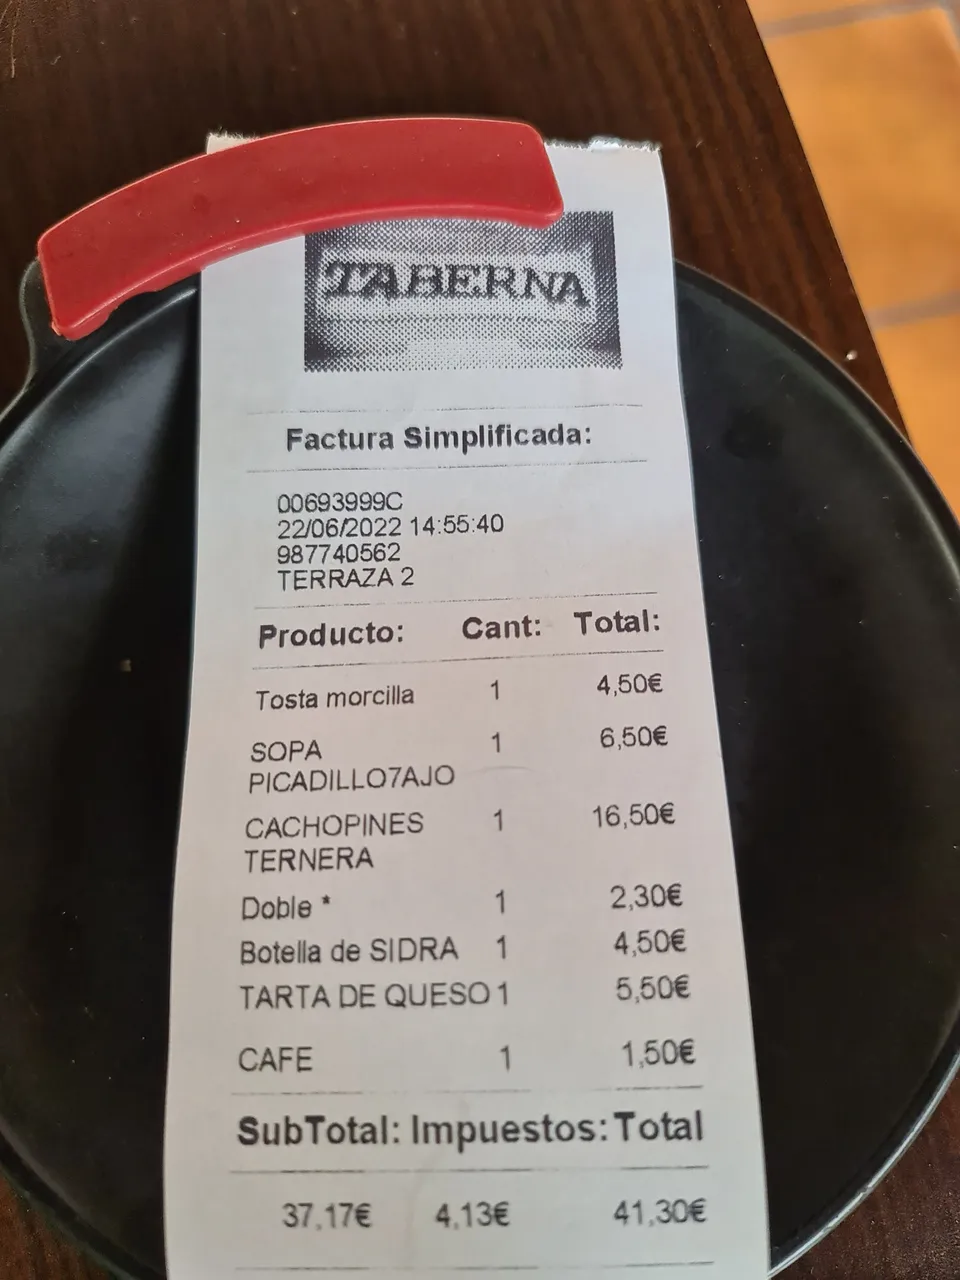 TABERNA
Factura Simplificada:
00693999C
22/06/2022 14:55:40
987740562
TERRAZA 2
Producto: Cant: Total:
Tosta morcilla 1 4,50€
SOPA 1 6,50€
PICADILLO7AJO
CACHOPINES 1 16,50€
TERNERA
Doble * 1 2,30€
Botella de SIDRA 1 4,50€
TARTA DE QUESO 1 5,50€
CAFE 1 1,50€
SubTotal: Impuestos: Total
37,17€ 4,13€ 41,30€